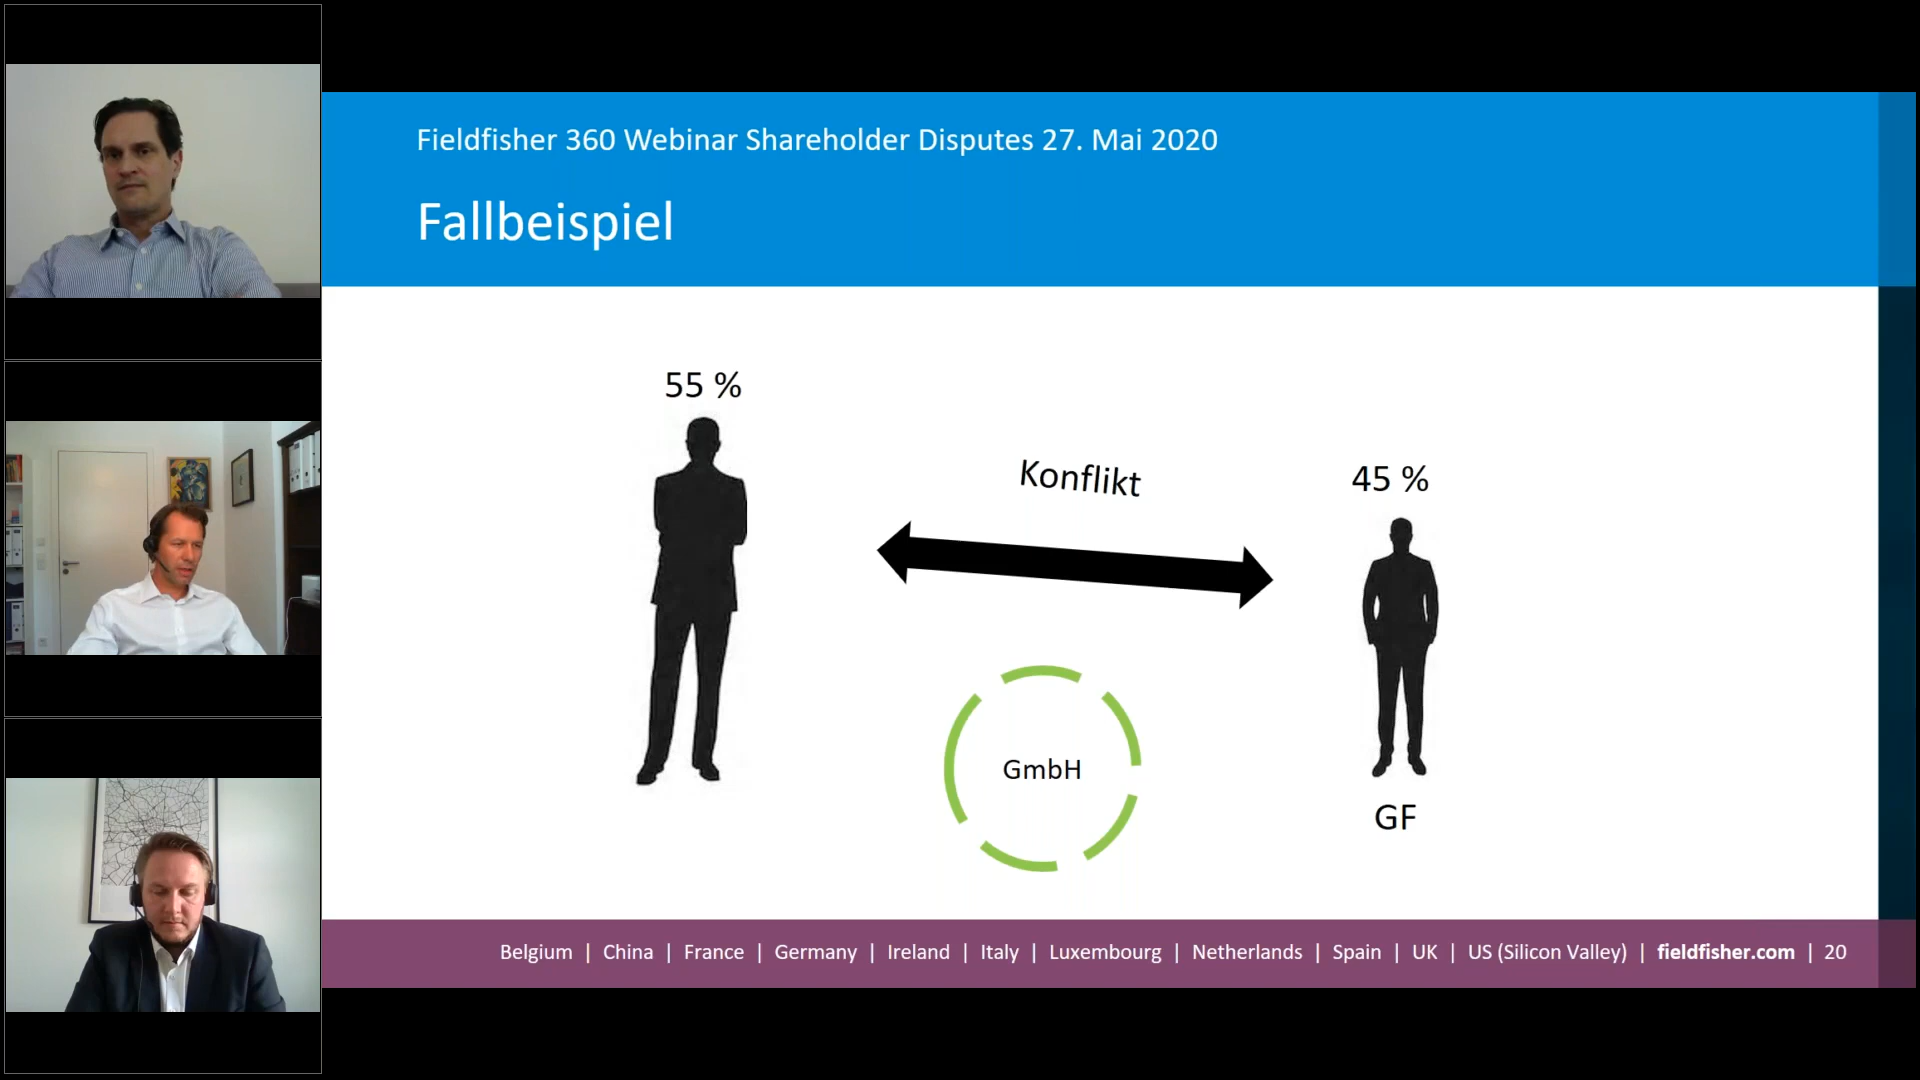 Fieldfisher 360 Webinar Shareholder Disputes 27. Mai 2020
Fallbeispiel
55 %
Konflikt
45 %
GmbH
GF
Belgium | China | France | Germany | Ireland | Italy | Luxembourg | Netherlands | Spain | UK | US (Silicon Valley) | fieldfisher.com | 20